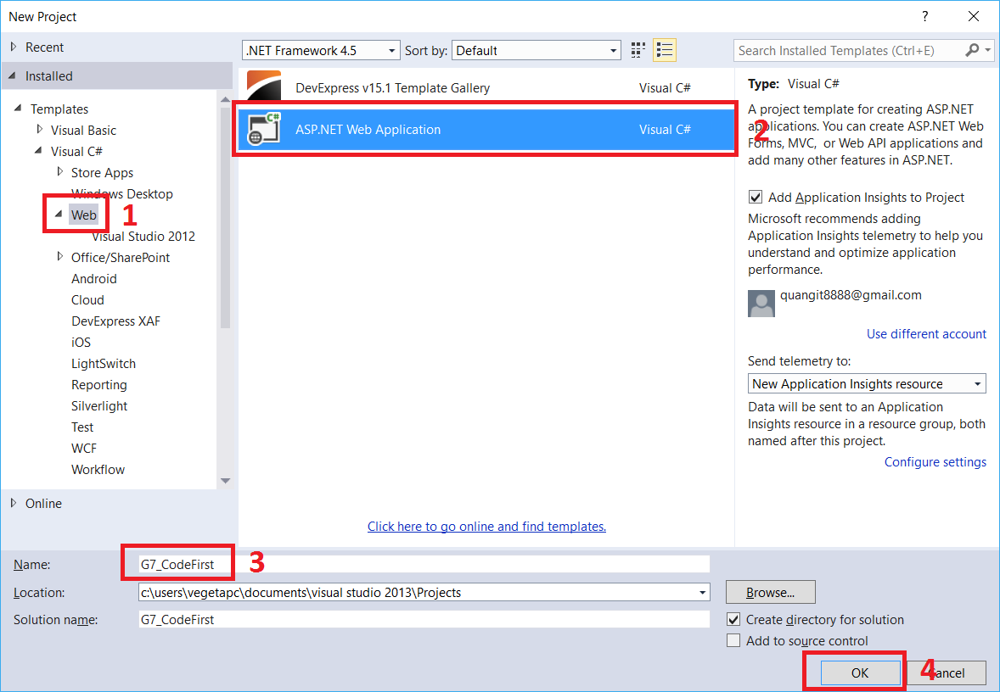 New Project
?
Recent
Installed
.NET Framework 4.5
Sort by:
Default
Search Installed Templates (Ctrl+E)
Templates
Visual Basic
Visual C#
Store Apps
Windows Desktop
Web
1
Visual Studio 2012
Office/SharePoint
Android
Cloud
DevExpress XAF
iOS
LightSwitch
Reporting
Silverlight
Test
WCF
Workflow
Online
DevExpress v15.1 Template Gallery Visual C#
ASP.NET Web Application Visual C#
2
Click here to go online and find templates.
Type: Visual C#
A project template for creating ASP.NET
applications. You can create ASP.NET Web
Forms, MVC, or Web API applications and
add many other features in ASP.NET.
Add Application Insights to Project
Microsoft recommends adding
Application Insights telemetry to help you
understand and optimize application
performance.
quangit8888@gmail.com
Use different account
Send telemetry to:
New Application Insights resource
Data will be sent to an Application
Insights resource in a resource group, both
named after this project.
Configure settings
Name: G7_CodeFirst
3
Location: c:\users\vegetapc\documents\visual studio 2013\Projects
Browse...
Solution name: G7_CodeFirst
Create directory for solution
Add to source control
OK
4
Cancel